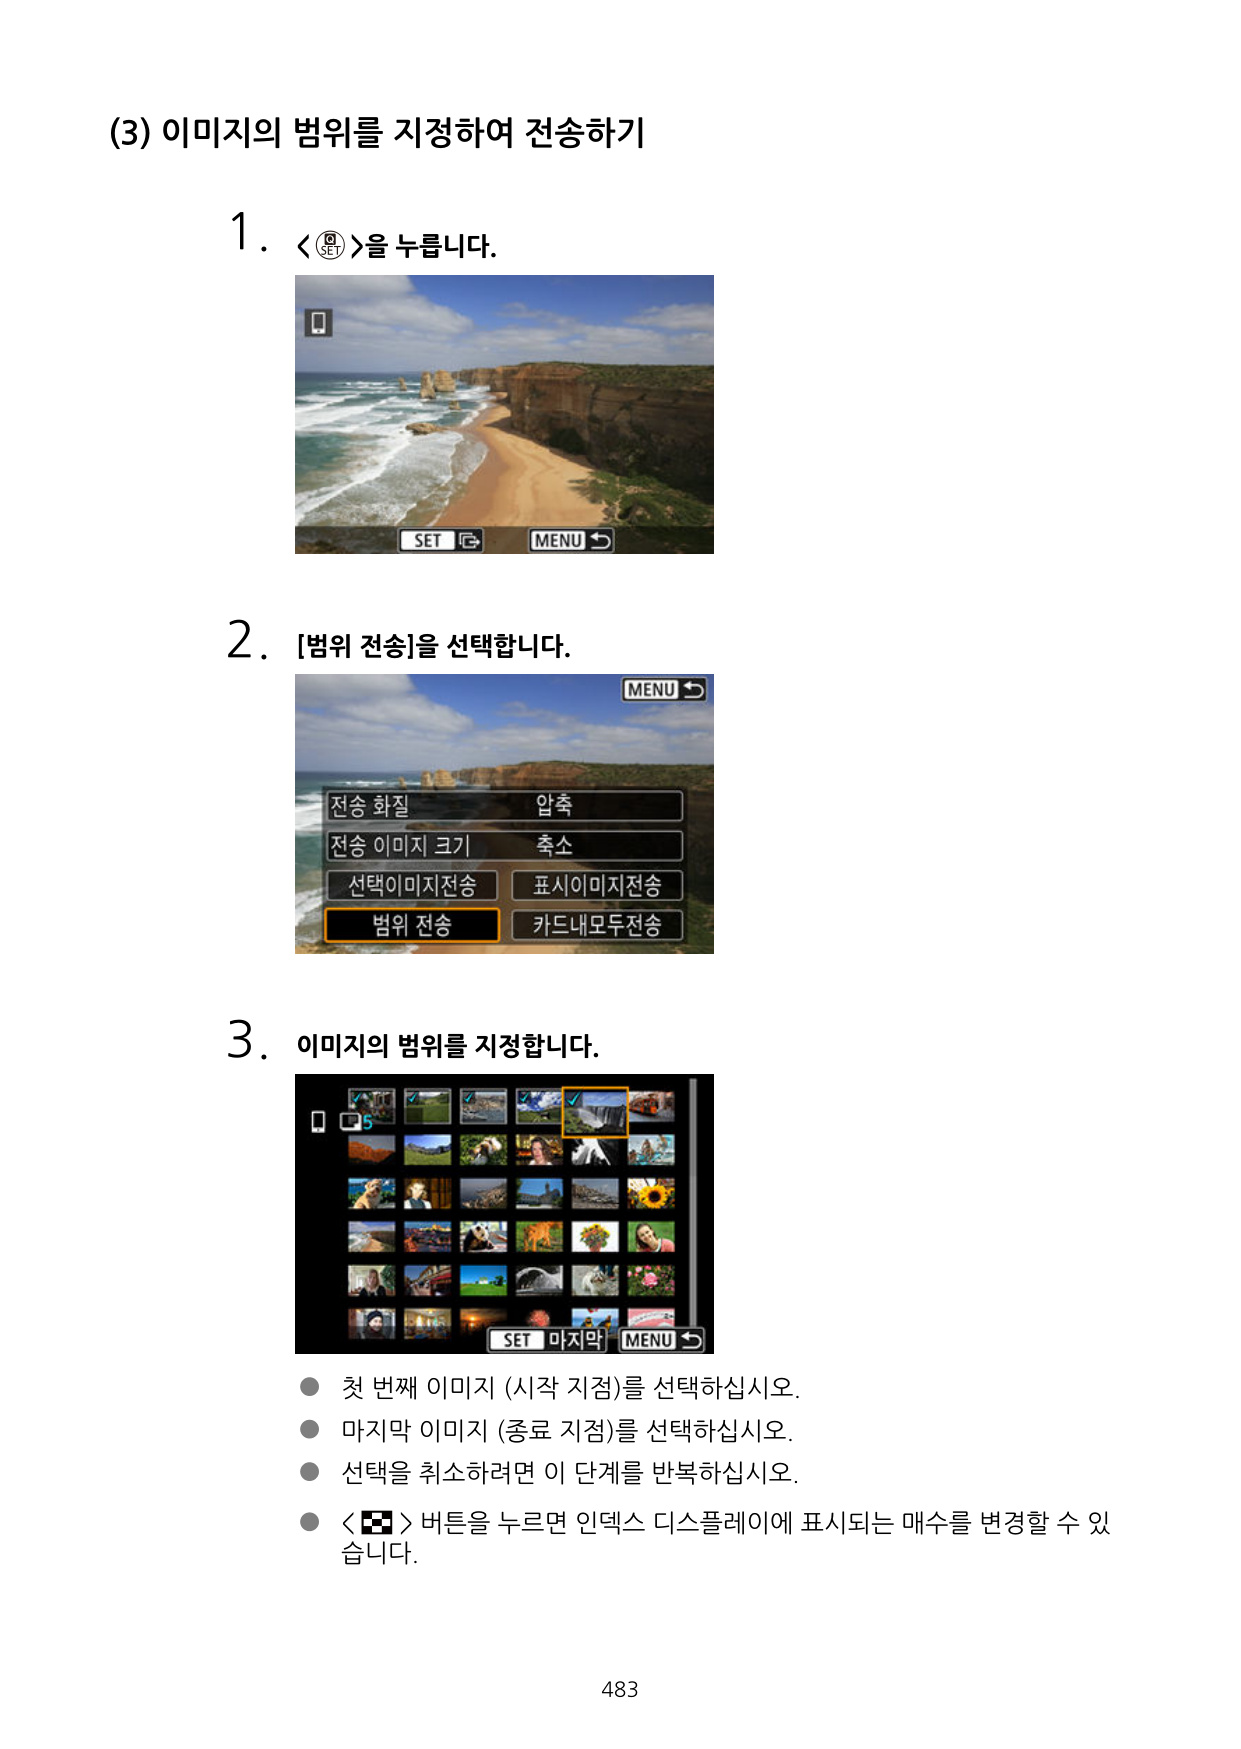 (3) 이미지의 범위를 지정하여 전송하기
1. <Q SET>을 누릅니다.
SET MENU
2. [범위 전송]을 선택합니다.
MENU
전송 화질 압축
전송 이미지 크기 축소
선택이미지전송 표시이미지전송
범위 전송 카드내모두전송
3. 이미지의 범위를 지정합니다.
5
SET 마지막 MENU
● 첫 번째 이미지 (시작 지점)를 선택하십시오.
● 마지막 이미지 (종료 지점)를 선택하십시오.
● 선택을 취소하려면 이 단계를 반복하십시오.
● < > 버튼을 누르면 인덱스 디스플레이에 표시되는 매수를 변경할 수 있
습니다.
483